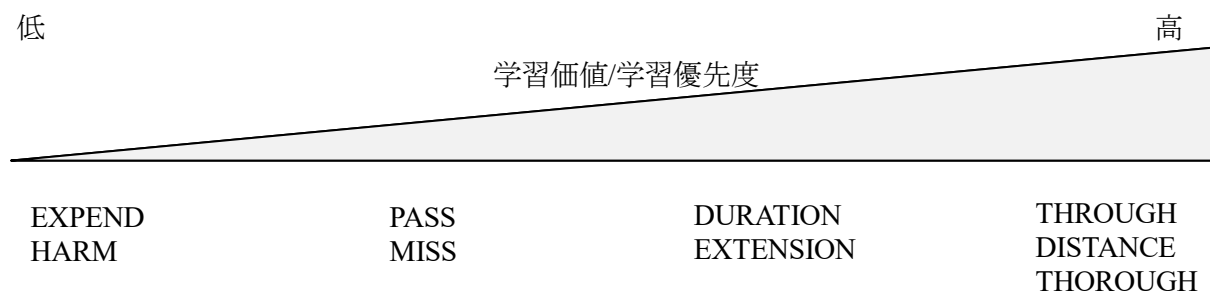 低
高
学習価値/学習優先度
EXPEND
HARM
PASS
MISS
DURATION
EXTENSION
THROUGH
DISTANCE
THOROUGH